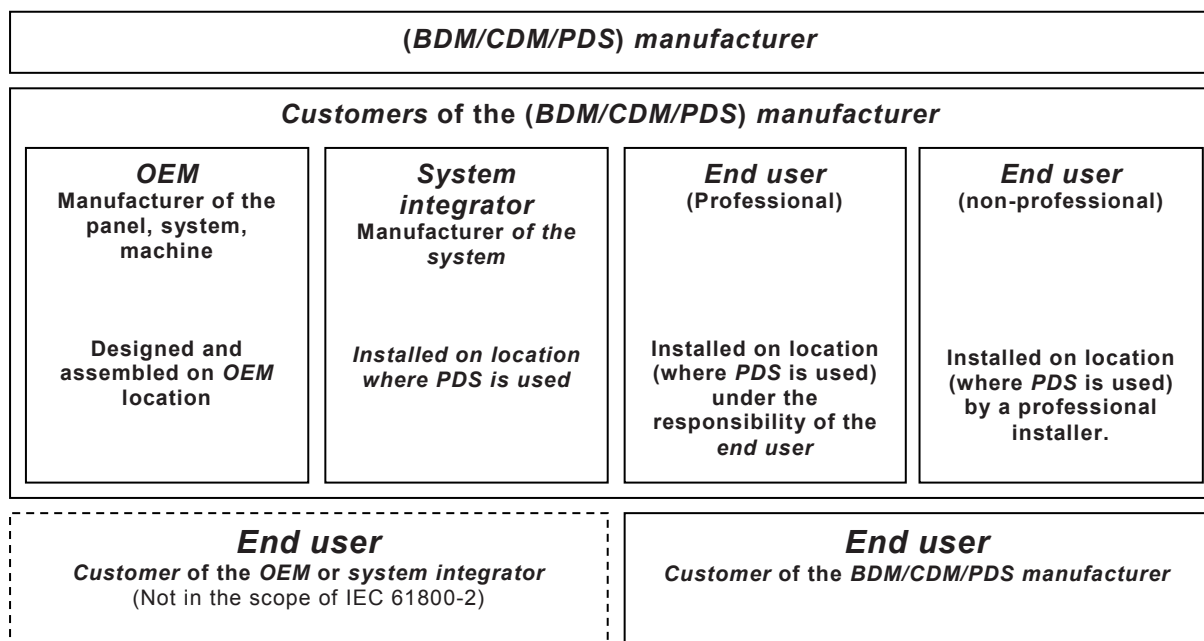 (BDM/CDM/PDS) manufacturer
Customers of the (BDM/CDM/PDS) manufacturer
OEM
Manufacturer of the
panel, system,
machine
Designed and
assembled on OEM
location
System
integrator
Manufacturer of the
system
Installed on location
where PDS is used
End user
(Professional)
Installed on location
(where PDS is used)
under the
responsibility of the
end user
End user
(non-professional)
Installed on location
(where PDS is used)
by a professional
installer.
End user
Customer of the OEM or system integrator
(Not in the scope of IEC 61800-2)
End user
Customer of the BDM/CDM/PDS manufacturer